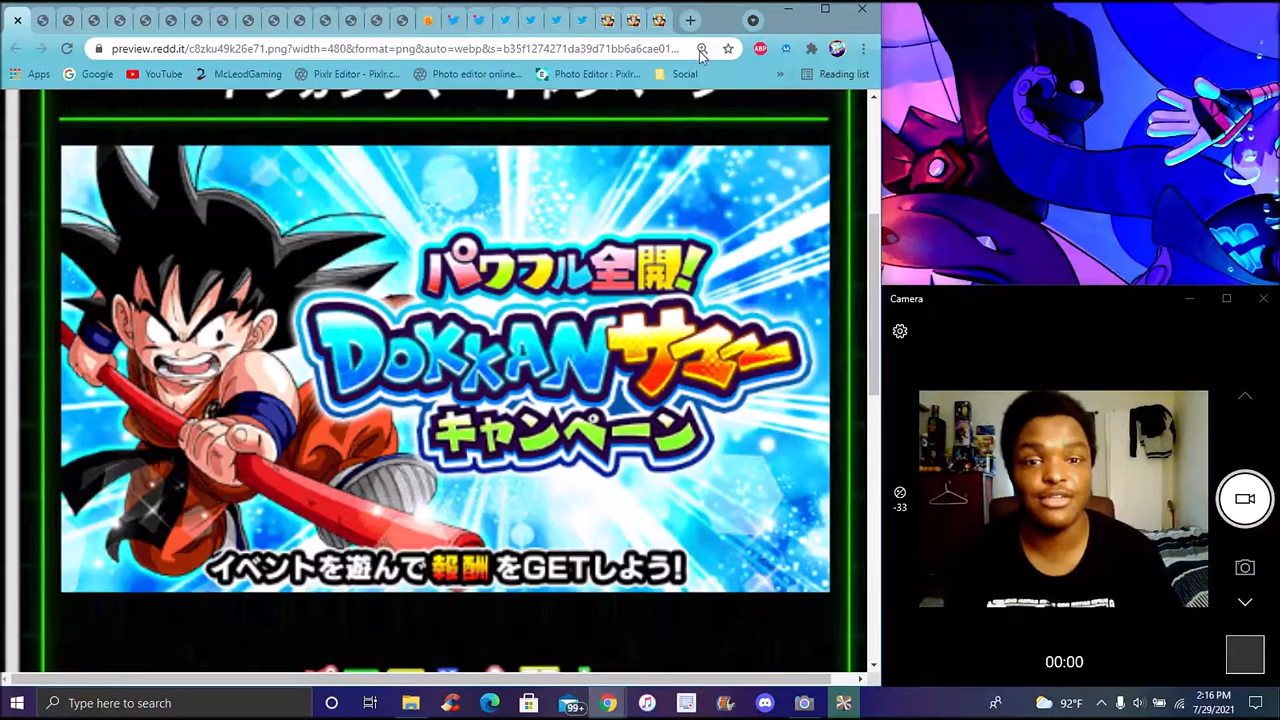 preview.redd.it/c8zku49k26e71.png?width=480&format=png&auto=webp&s=b35f1274271da39d71bb6a6cae01...
ABP
Apps Google YouTube McLeodGaming Pixlr Editor - Pixlr.c... Photo editor online... Photo Editor : Pixlr... Social » Reading list
パワフル全開!
DOKKANサマー
キャンペーン
イベントを遊んで報酬をGETしよう!
Camera
-33
00:00
Type here to search
99+
92°F
2:16 PM
7/29/2021